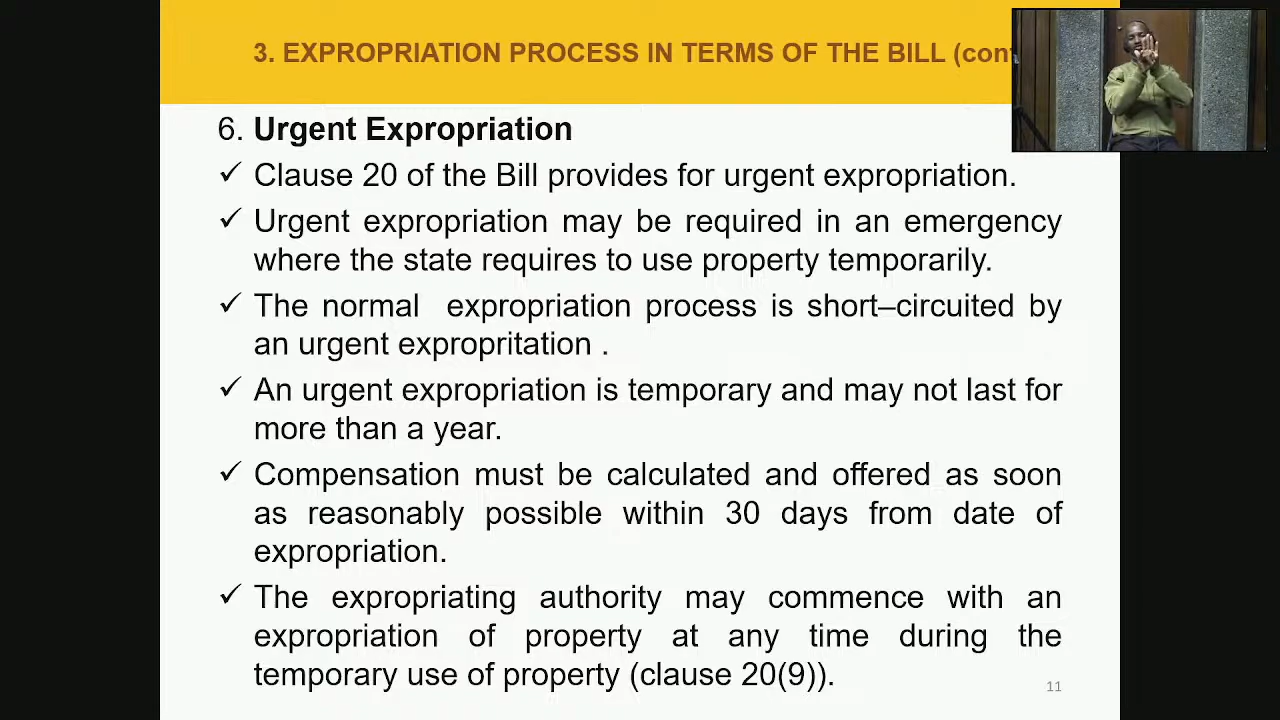 3. EXPROPRIATION PROCESS IN TERMS OF THE BILL (con
6. Urgent Expropriation
✓ Clause 20 of the Bill provides for urgent expropriation.
✓ Urgent expropriation may be required in an emergency
where the state requires to use property temporarily.
✓ The normal expropriation process is short–circuited by
an urgent expropritation .
✓ An urgent expropriation is temporary and may not last for
more than a year.
✓ Compensation must be calculated and offered as soon
as reasonably possible within 30 days from date of
expropriation.
✓ The expropriating authority may commence with an
expropriation of property at any time during the
temporary use of property (clause 20(9)).
11